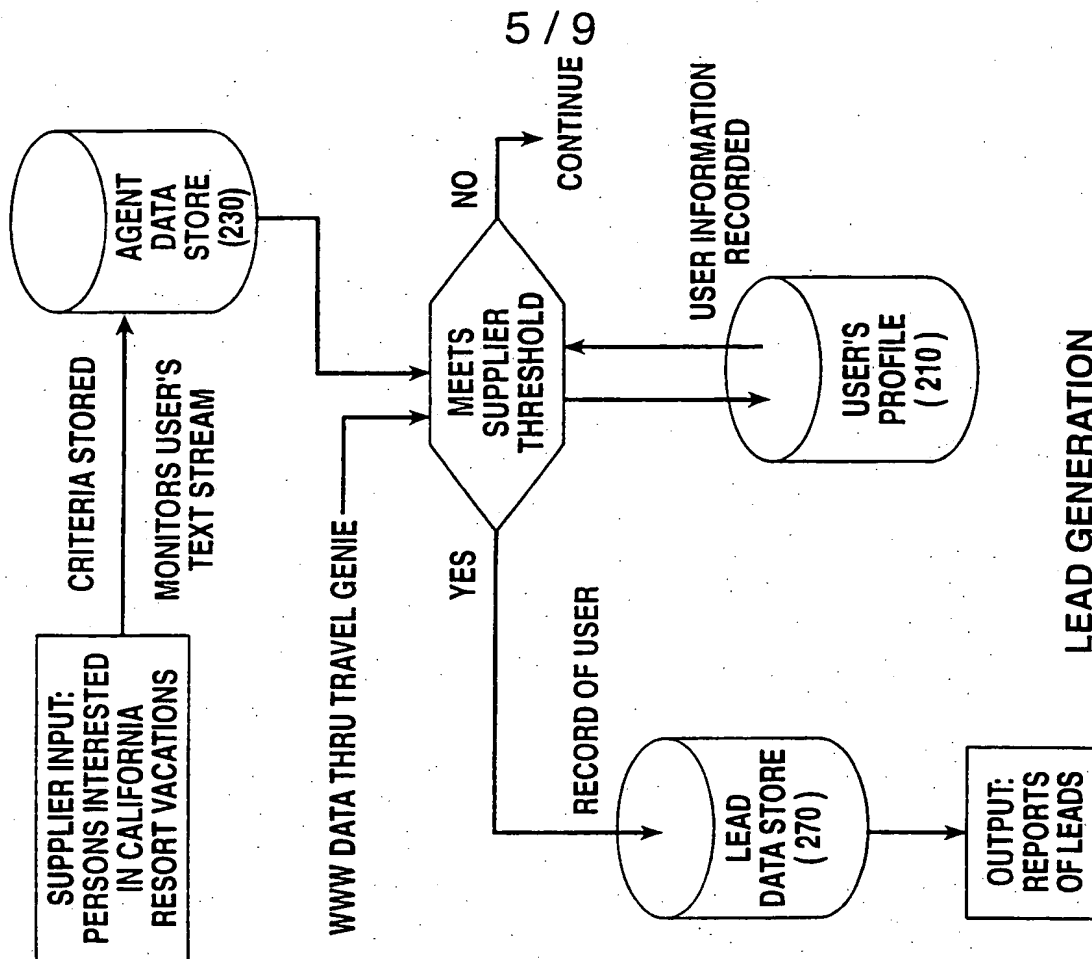 5 / 9
SUPPLIER INPUT:
PERSONS INTERESTED
IN CALIFORNIA
RESORT VACATIONS
CRITERIA STORED
MONITORS USER'S
TEXT STREAM
AGENT
DATA
STORE
(230)
WWW DATA THRU TRAVEL GENIE
MEETS
SUPPLIER
THRESHOLD
NO
CONTINUE
YES
RECORD OF USER
USER INFORMATION
RECORDED
USER'S
PROFILE
(210)
LEAD
DATA STORE
(270)
OUTPUT:
REPORTS
OF LEADS
LEAD GENERATION